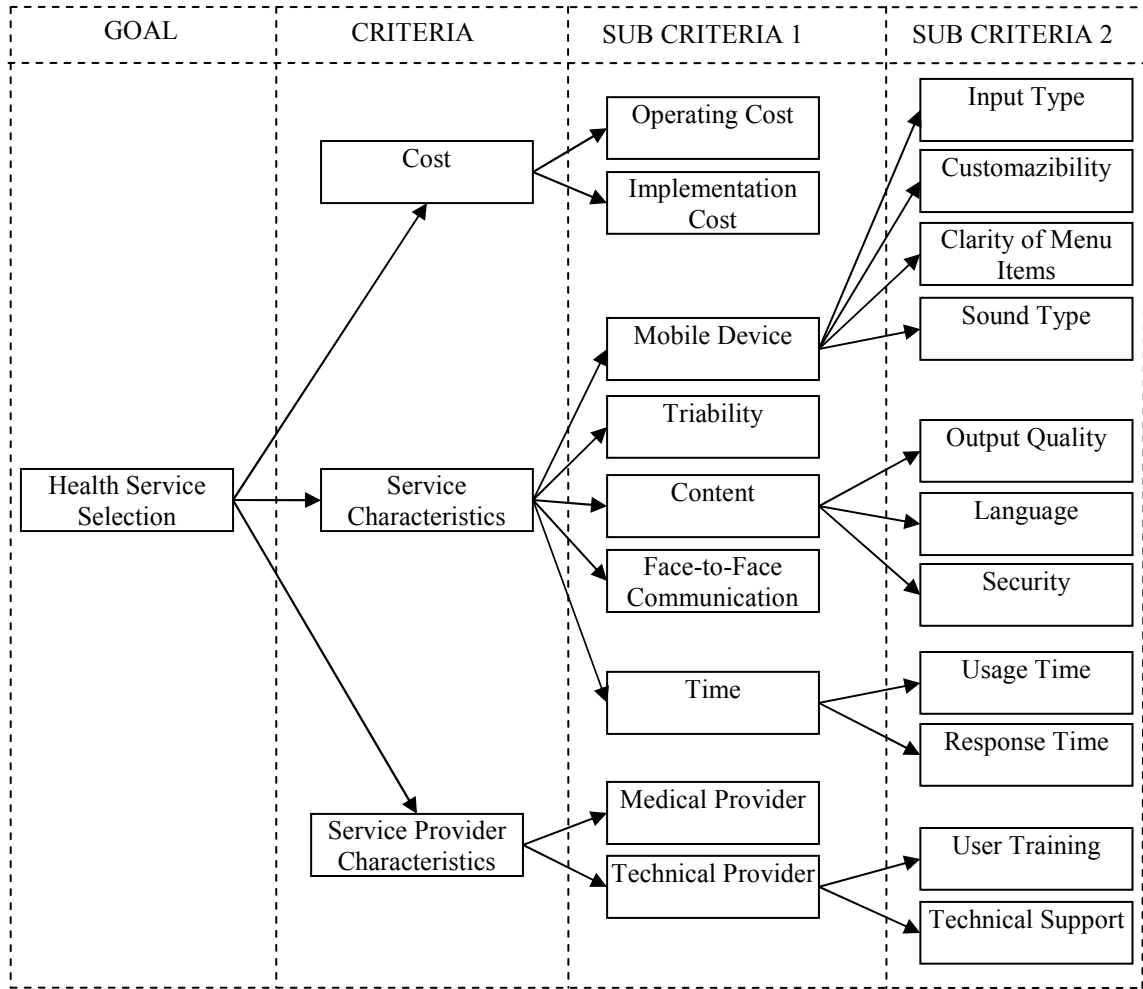 GOAL
CRITERIA
SUB CRITERIA 1
SUB CRITERIA 2
Health Service
Selection
Cost
Service
Characteristics
Service Provider
Characteristics
Operating Cost
Implementation
Cost
Mobile Device
Triability
Content
Face-to-Face
Communication
Time
Medical Provider
Technical Provider
Input Type
Customazibility
Clarity of Menu
Items
Sound Type
Output Quality
Language
Security
Usage Time
Response Time
User Training
Technical Support